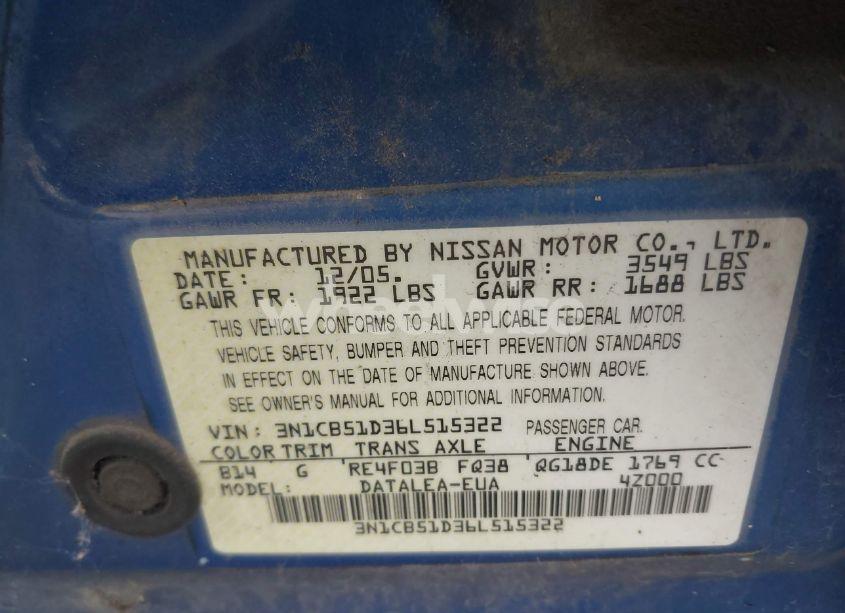 MANUFACTURED BY NISSAN MOTOR CO., LTD.
DATE: 12/05. GVWR: 3549 LBS
GAWR FR: 1922 LBS GAWR RR: 1688 LBS
THIS VEHICLE CONFORMS TO ALL APPLICABLE FEDERAL MOTOR.
VEHICLE SAFETY, BUMPER AND THEFT PREVENTION STANDARDS
IN EFFECT ON THE DATE OF MANUFACTURE SHOWN ABOVE.
SEE OWNER'S MANUAL FOR ADDITIONAL INFORMATION.
VIN: 3N1CB51D36L515322 PASSENGER CAR.
COLOR TRIM TRANS AXLE ENGINE
B14 G RE4F03B FQ38 QG18DE 1769 CC
MODEL: DATALEA-EUA 4Z000
3N1CB51D36L515322